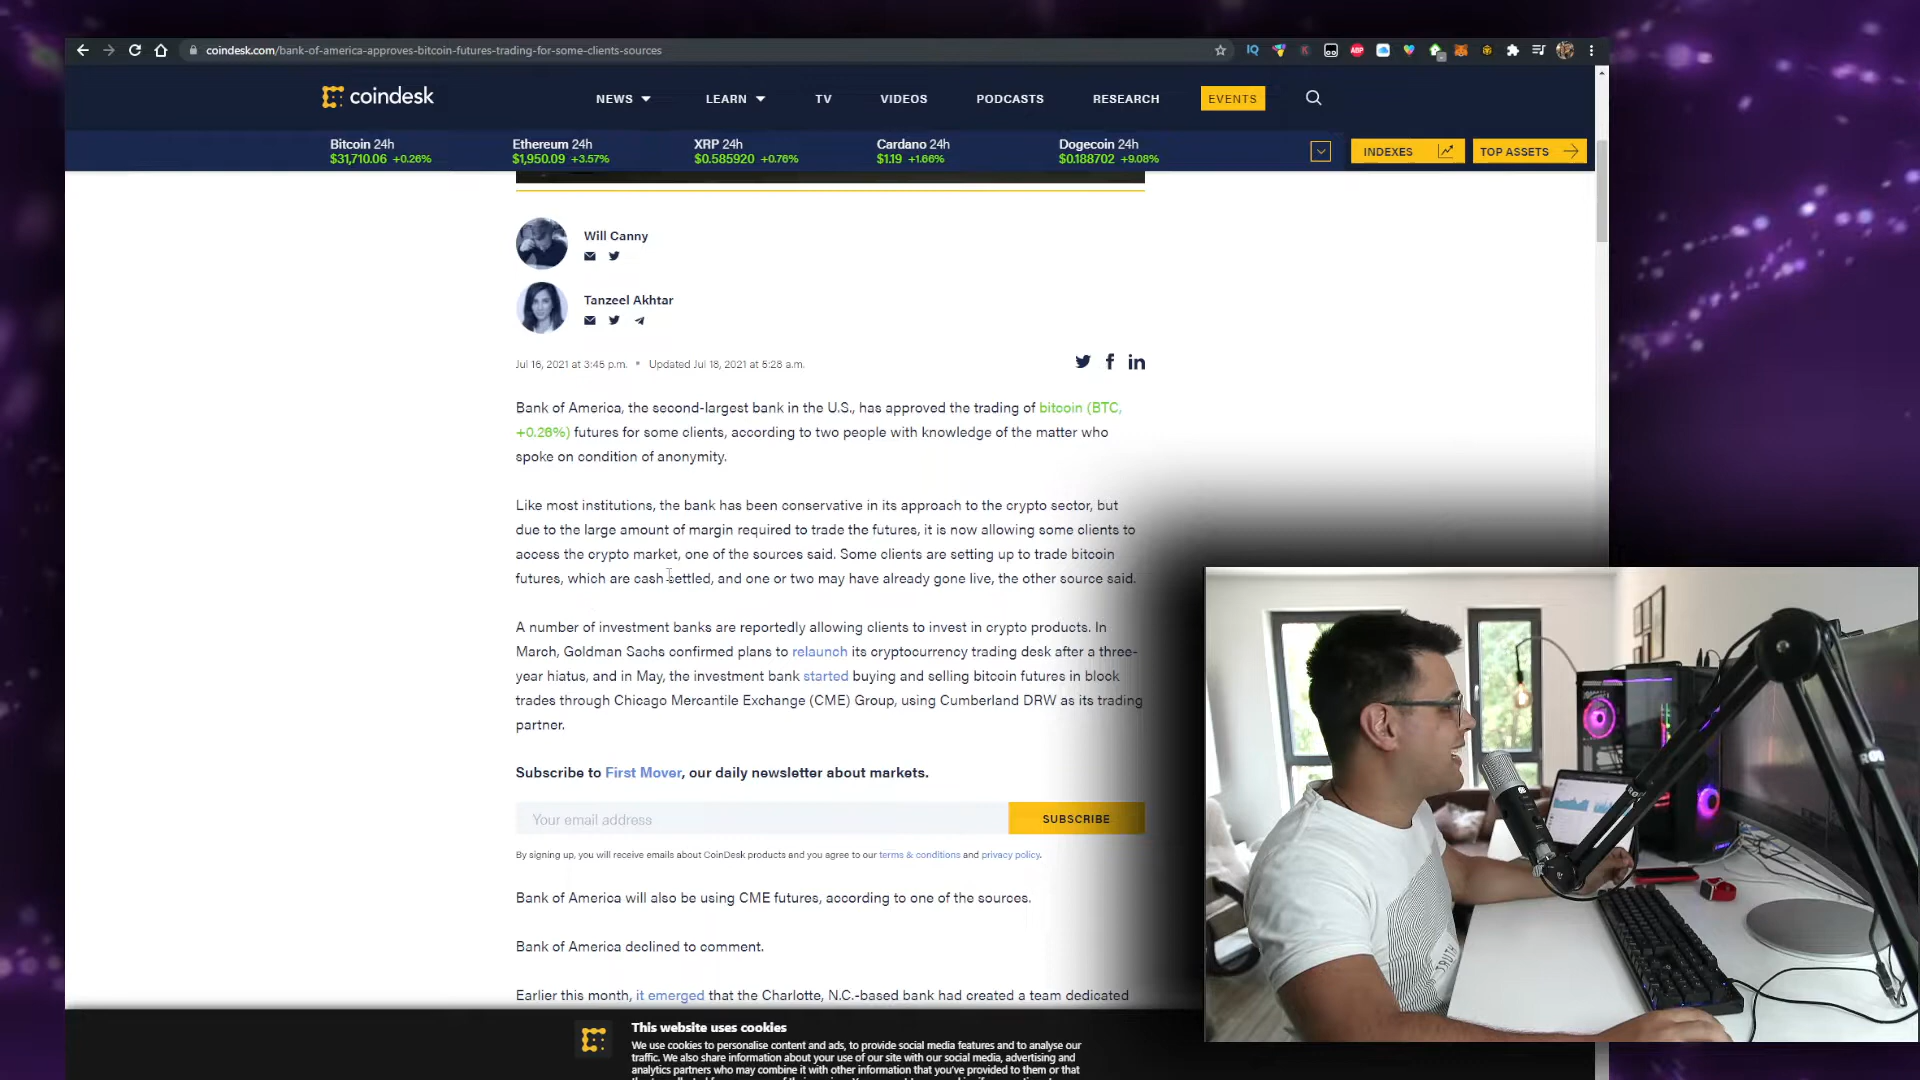 coindesk.com/bank-of-america-approves-bitcoin-futures-trading-for-some-clients-sources
IQ
ABP
coindesk
NEWS
LEARN
TV
VIDEOS
PODCASTS
RESEARCH
EVENTS
Bitcoin 24h
$31,710.06 +0.26%
Ethereum 24h
$1,950.09 +3.57%
XRP 24h
$0.585920 +0.76%
Cardano 24h
$1.19 +1.66%
Dogecoin 24h
$0.188702 +9.08%
INDEXES
TOP ASSETS
Will Canny
Tanzeel Akhtar
Jul 16, 2021 at 3:45 p.m. • Updated Jul 18, 2021 at 5:28 a.m.
Bank of America, the second-largest bank in the U.S., has approved the trading of bitcoin (BTC,
+0.26%) futures for some clients, according to two people with knowledge of the matter who
spoke on condition of anonymity.
Like most institutions, the bank has been conservative in its approach to the crypto sector, but
due to the large amount of margin required to trade the futures, it is now allowing some clients to
access the crypto market, one of the sources said. Some clients are setting up to trade bitcoin
futures, which are cash settled, and one or two may have already gone live, the other source said.
A number of investment banks are reportedly allowing clients to invest in crypto products. In
March, Goldman Sachs confirmed plans to relaunch its cryptocurrency trading desk after a three-
year hiatus, and in May, the investment bank started buying and selling bitcoin futures in block
trades through Chicago Mercantile Exchange (CME) Group, using Cumberland DRW as its trading
partner.
Subscribe to First Mover, our daily newsletter about markets.
Your email address
SUBSCRIBE
By signing up, you will receive emails about CoinDesk products and you agree to our terms & conditions and privacy policy.
Bank of America will also be using CME futures, according to one of the sources.
Bank of America declined to comment.
Earlier this month, it emerged that the Charlotte, N.C.-based bank had created a team dedicated
This website uses cookies
We use cookies to personalise content and ads, to provide social media features and to analyse our
traffic. We also share information about your use of our site with our social media, advertising and
analytics partners who may combine it with other information that you've provided to them or that
TRUTH